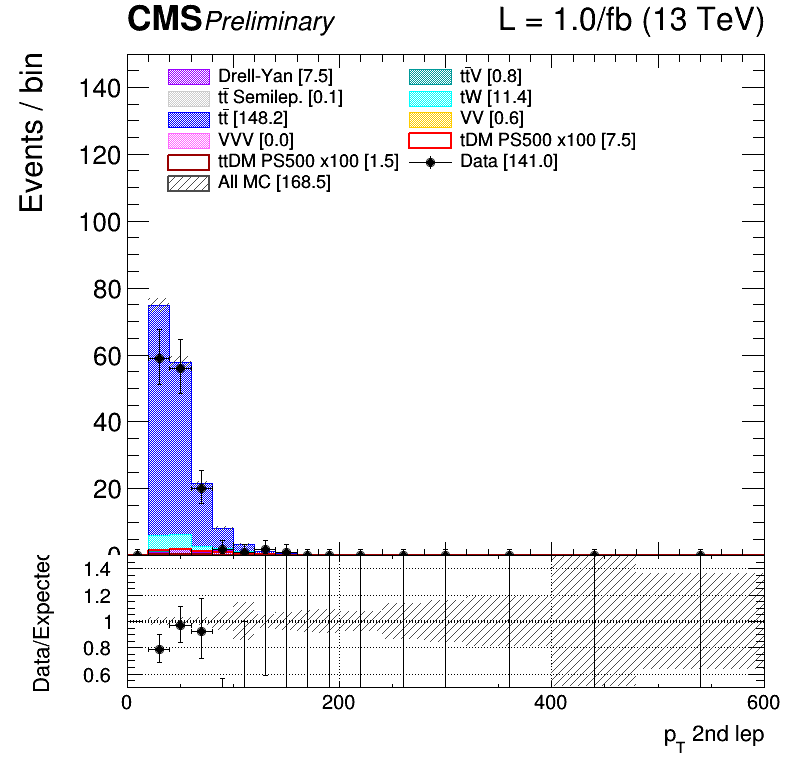 CMS Preliminary L = 1.0/fb (13 TeV)
Events / bin
140
120
100
80
60
40
20
0
Drell-Yan [7.5]
tt̄V [0.8]
tt̄ Semilep. [0.1]
tW [11.4]
tt̄ [148.2]
VV [0.6]
VVV [0.0]
tDM PS500 x100 [7.5]
ttDM PS500 x100 [1.5]
Data [141.0]
All MC [168.5]
Data/Expected
1.4
1.2
1
0.8
0.6
0 200 400 600
p_T 2nd lep